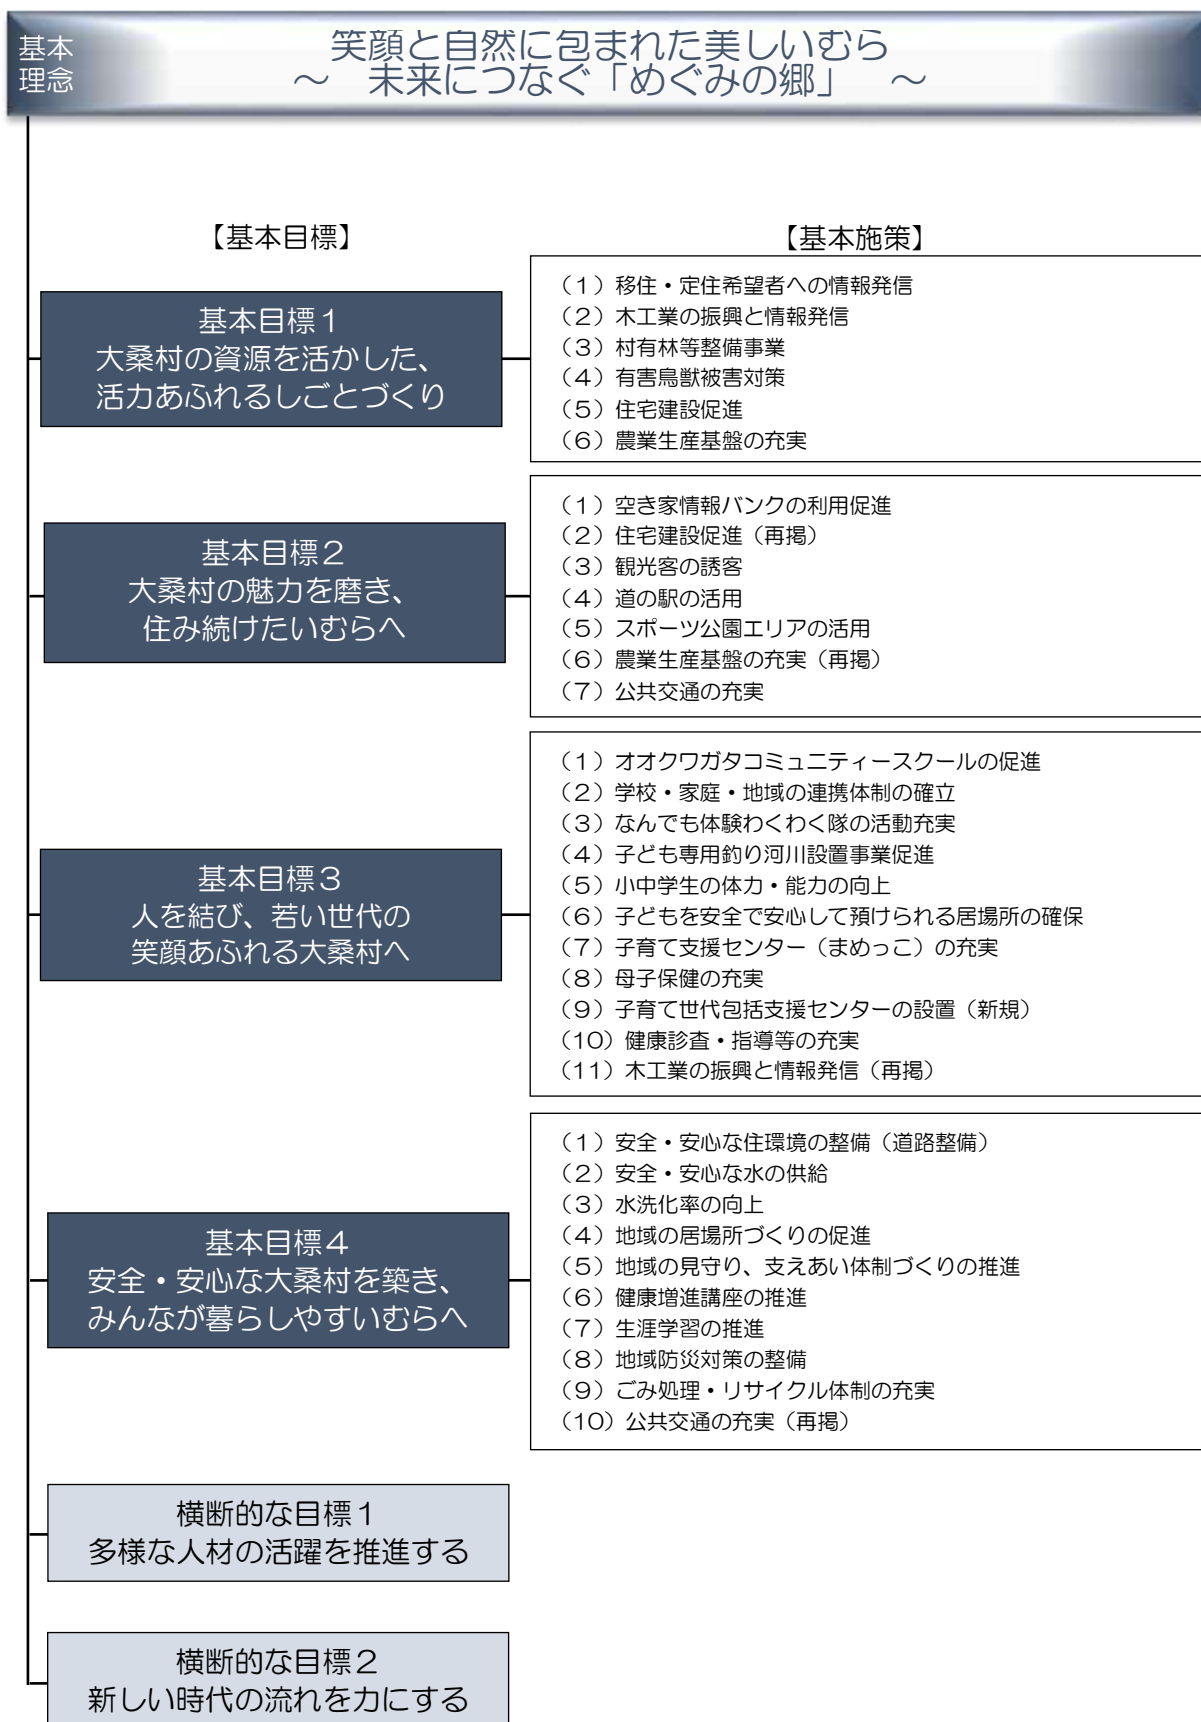 基本
理念
笑顔と自然に包まれた美しいむら
～　未来につなぐ「めぐみの郷」　～
【基本目標】
【基本施策】
基本目標１
大桑村の資源を活かした、
活力あふれるしごとづくり
（１）移住・定住希望者への情報発信
（２）木工業の振興と情報発信
（３）村有林等整備事業
（４）有害鳥獣被害対策
（５）住宅建設促進
（６）農業生産基盤の充実
基本目標２
大桑村の魅力を磨き、
住み続けたいむらへ
（１）空き家情報バンクの利用促進
（２）住宅建設促進（再掲）
（３）観光客の誘客
（４）道の駅の活用
（５）スポーツ公園エリアの活用
（６）農業生産基盤の充実（再掲）
（７）公共交通の充実
基本目標３
人を結び、若い世代の
笑顔あふれる大桑村へ
（１）オオクワガタコミュニティースクールの促進
（２）学校・家庭・地域の連携体制の確立
（３）なんでも体験わくわく隊の活動充実
（４）子ども専用釣り河川設置事業促進
（５）小中学生の体力・能力の向上
（６）子どもを安全で安心して預けられる居場所の確保
（７）子育て支援センター（まめっこ）の充実
（８）母子保健の充実
（９）子育て世代包括支援センターの設置（新規）
（10）健康診査・指導等の充実
（11）木工業の振興と情報発信（再掲）
基本目標４
安全・安心な大桑村を築き、
みんなが暮らしやすいむらへ
（１）安全・安心な住環境の整備（道路整備）
（２）安全・安心な水の供給
（３）水洗化率の向上
（４）地域の居場所づくりの促進
（５）地域の見守り、支えあい体制づくりの推進
（６）健康増進講座の推進
（７）生涯学習の推進
（８）地域防災対策の整備
（９）ごみ処理・リサイクル体制の充実
（10）公共交通の充実（再掲）
横断的な目標１
多様な人材の活躍を推進する
横断的な目標２
新しい時代の流れを力にする